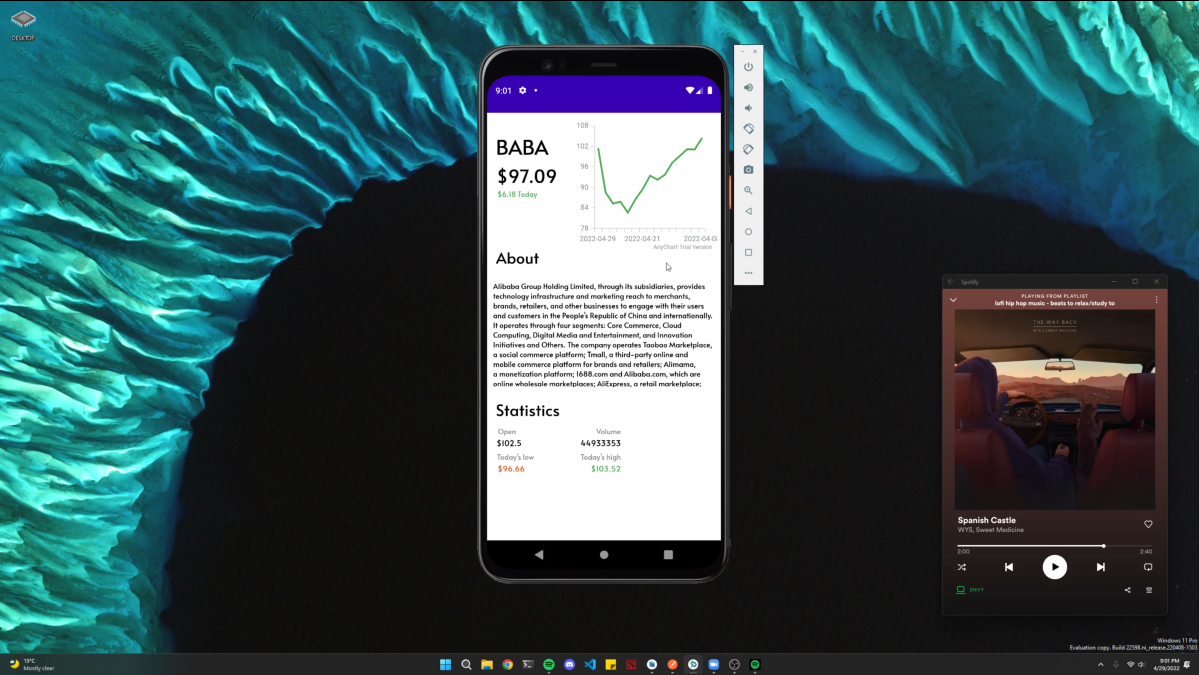 DESKTOP
9:01
BABA
$97.09
$6.18 Today
108
102
96
90
84
78
2022-04-29 2022-04-21 2022-04-0
AnyChart Trial Version
About
Alibaba Group Holding Limited, through its subsidiaries, provides
technology infrastructure and marketing reach to merchants,
brands, retailers, and other businesses to engage with their users
and customers in the People's Republic of China and internationally.
It operates through four segments: Core Commerce, Cloud
Computing, Digital Media and Entertainment, and Innovation
Initiatives and Others. The company operates Taobao Marketplace,
a social commerce platform; Tmall, a third-party online and
mobile commerce platform for brands and retailers; Alimama,
a monetization platform; 1688.com and Alibaba.com, which are
online wholesale marketplaces; AliExpress, a retail marketplace;
Statistics
Open Volume
$102.5 44933353
Today's low Today's high
$96.66 $103.52
Spotify
PLAYING FROM PLAYLIST
lofi hip hop music - beats to relax/study to
THE WAY BACK
WYS & SWEET MEDICINE
Spanish Castle
WYS, Sweet Medicine
2:00 2:40
ENVY
Windows 11 Pro
Evaluation copy. Build 22598.ni_release.220408-1503
15°C
Mostly clear
9:01 PM
4/29/2022